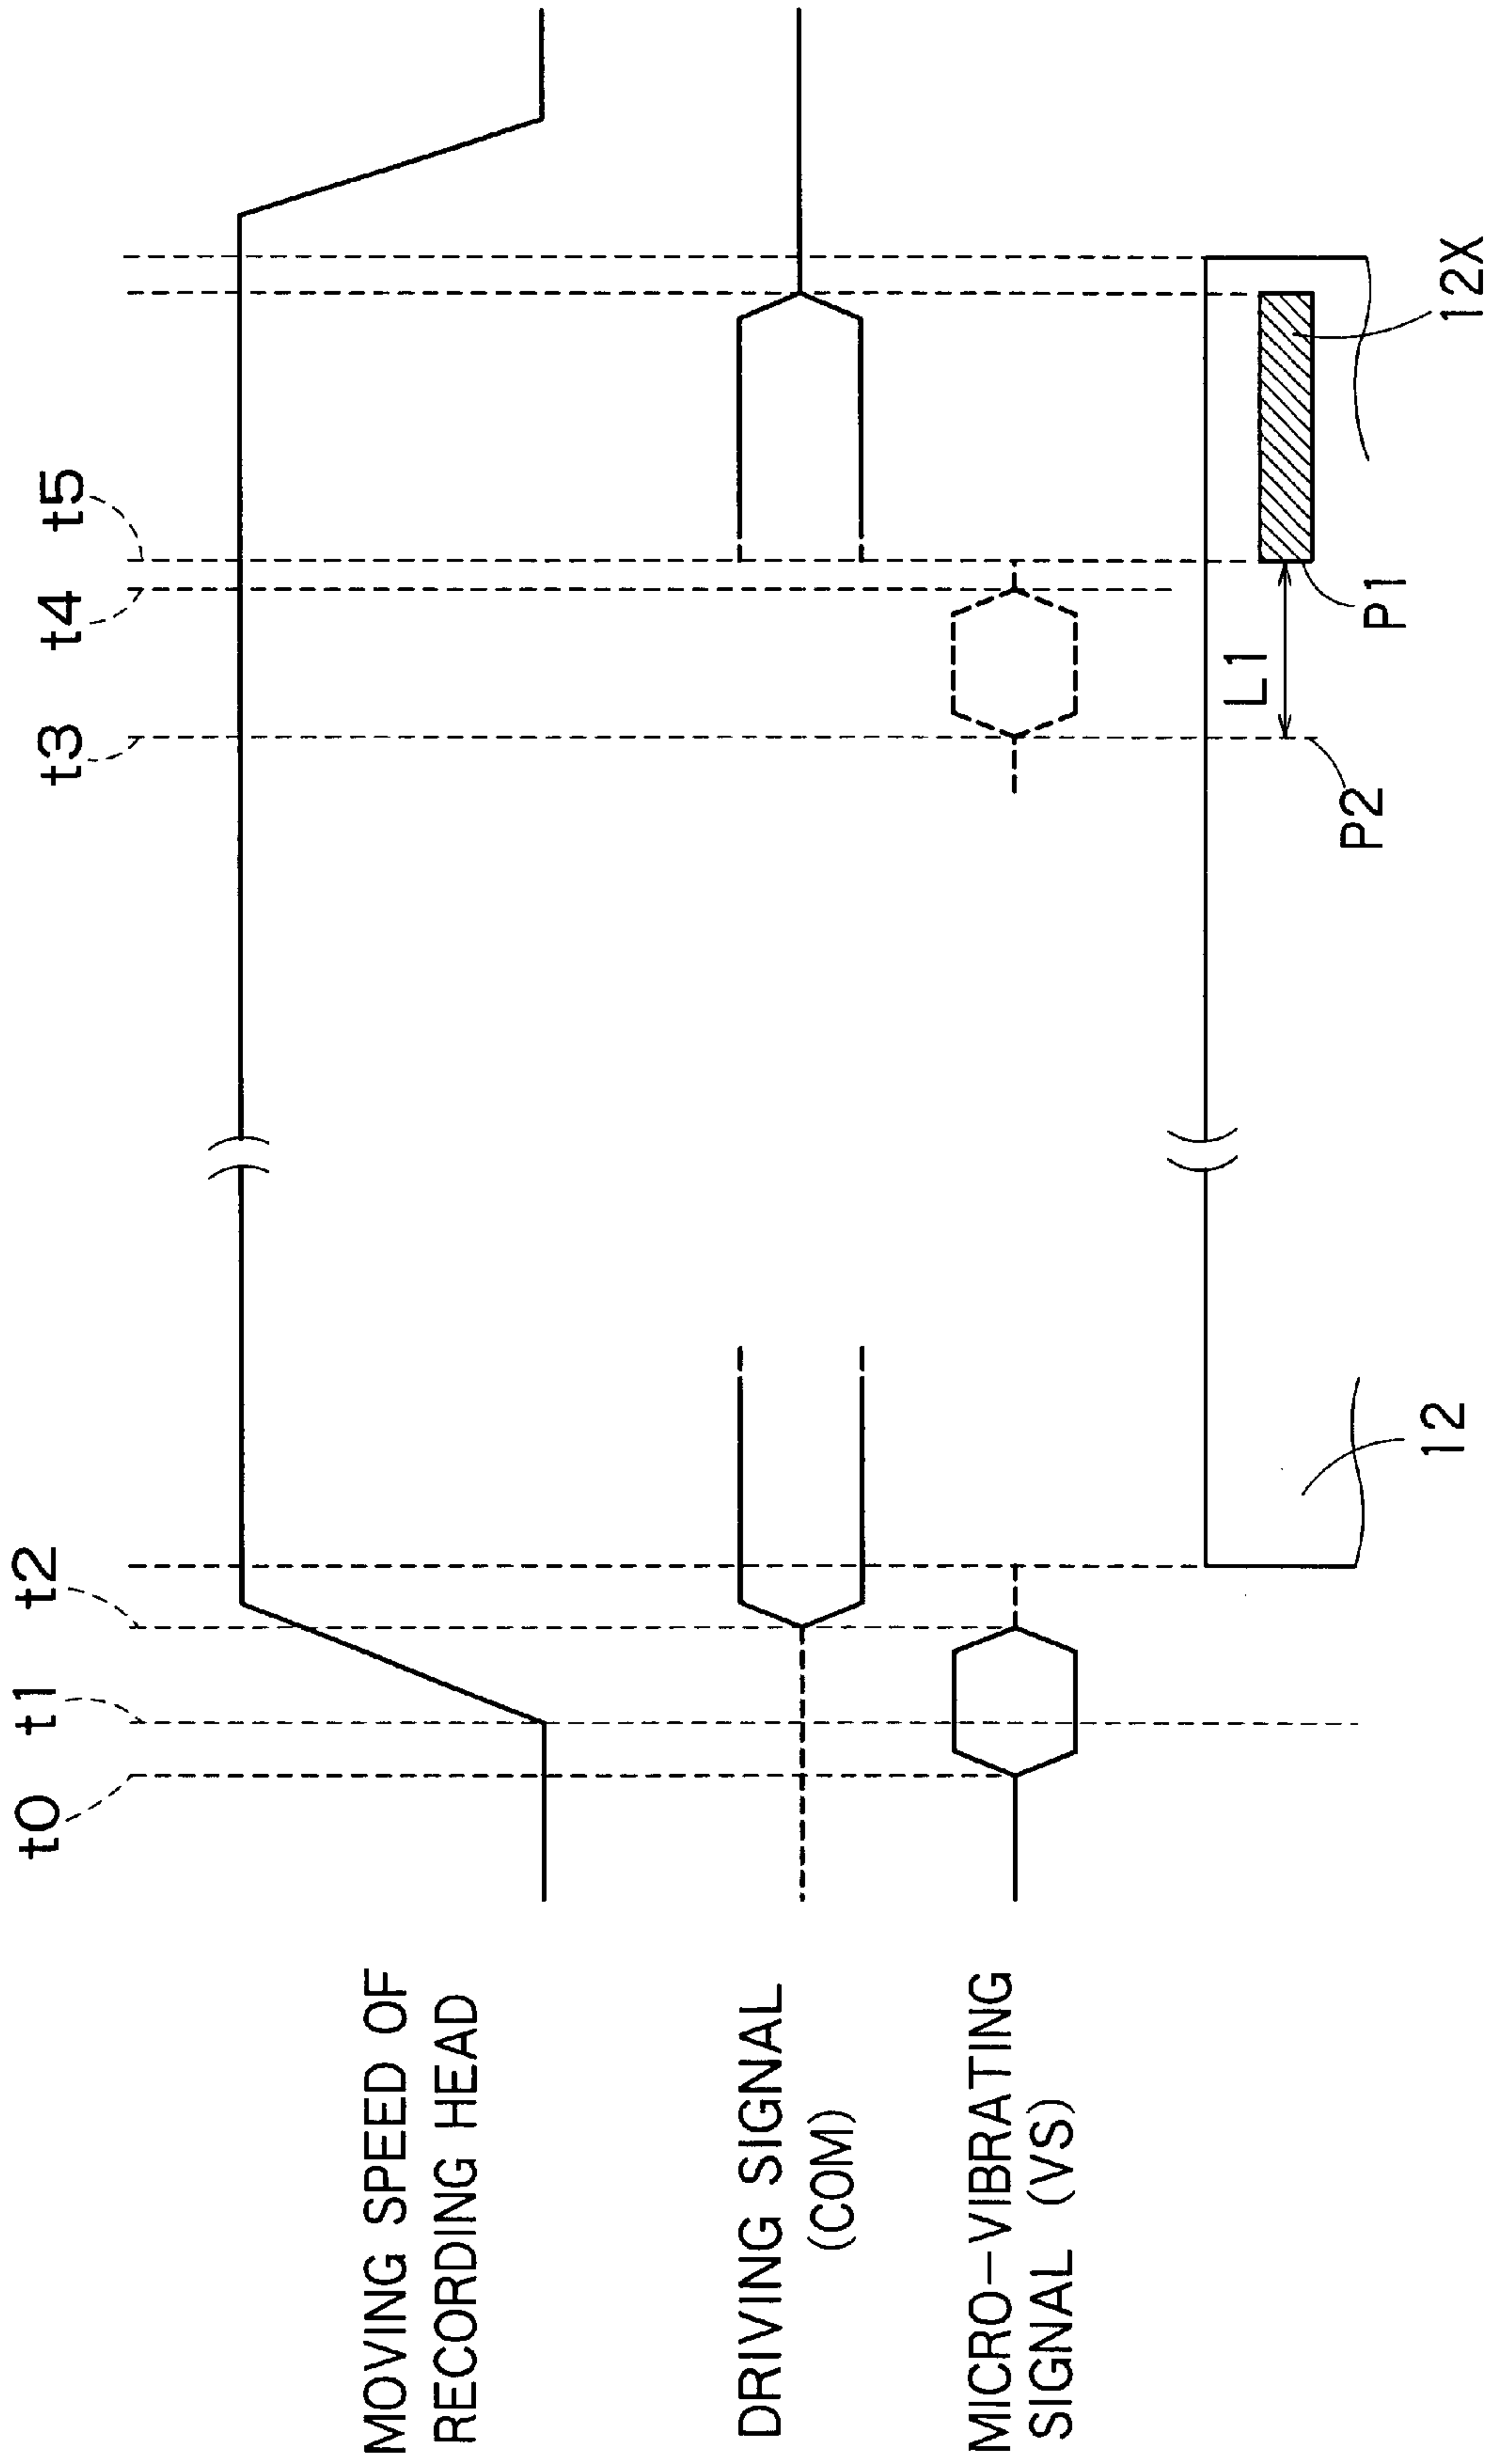 t0
t1
t2
t3
t4
t5
MOVING SPEED OF
RECORDING HEAD
DRIVING SIGNAL
(COM)
MICRO-VIBRATING
SIGNAL (VS)
L1
P2
P1
12
12X